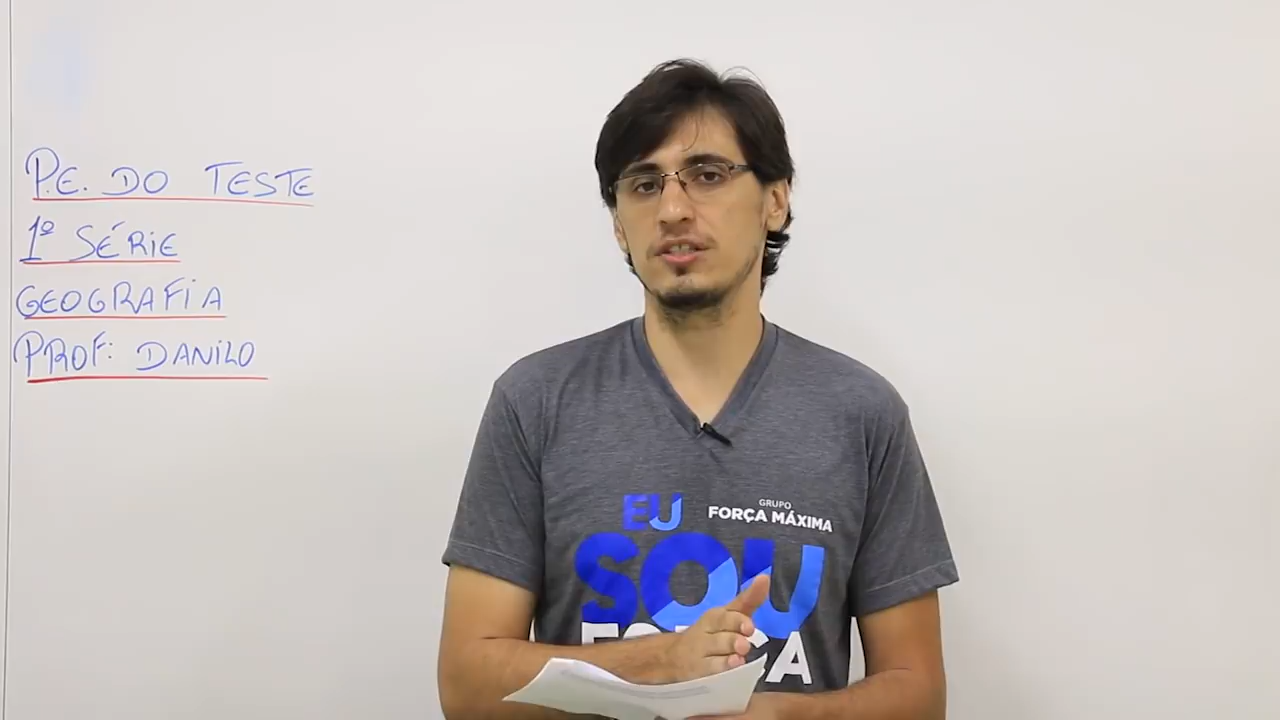 P.E. DO TESTE
1º SÉRIE
GEOGRAFIA
PROF: DANILO
EU
GRUPO
FORÇA MÁXIMA
SOU